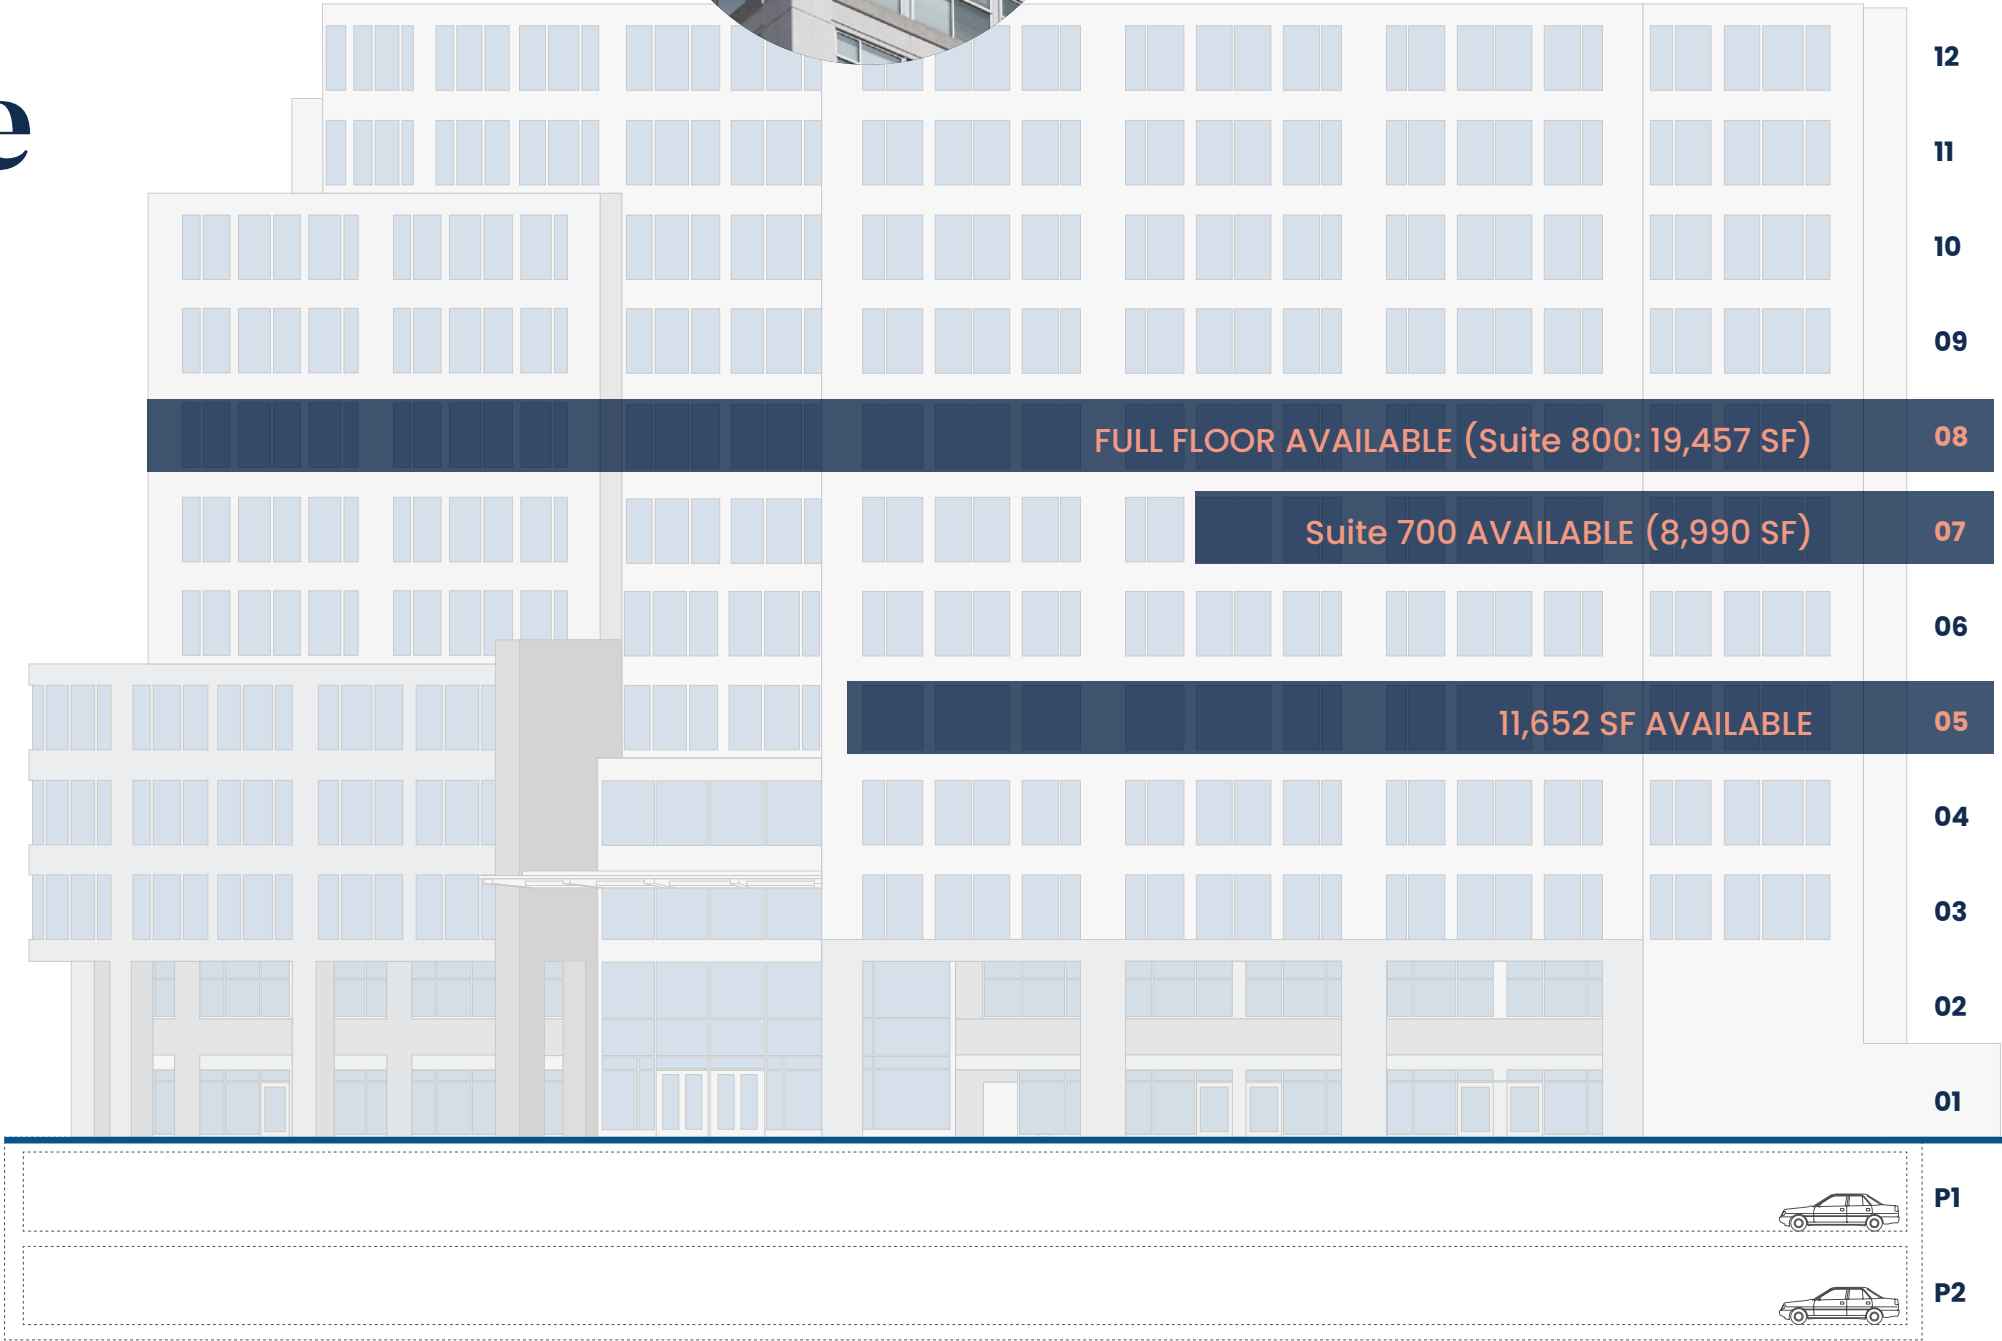 e
12
11
10
09
FULL FLOOR AVAILABLE (Suite 800: 19,457 SF) 08
Suite 700 AVAILABLE (8,990 SF) 07
06
11,652 SF AVAILABLE 05
04
03
02
01
P1
P2